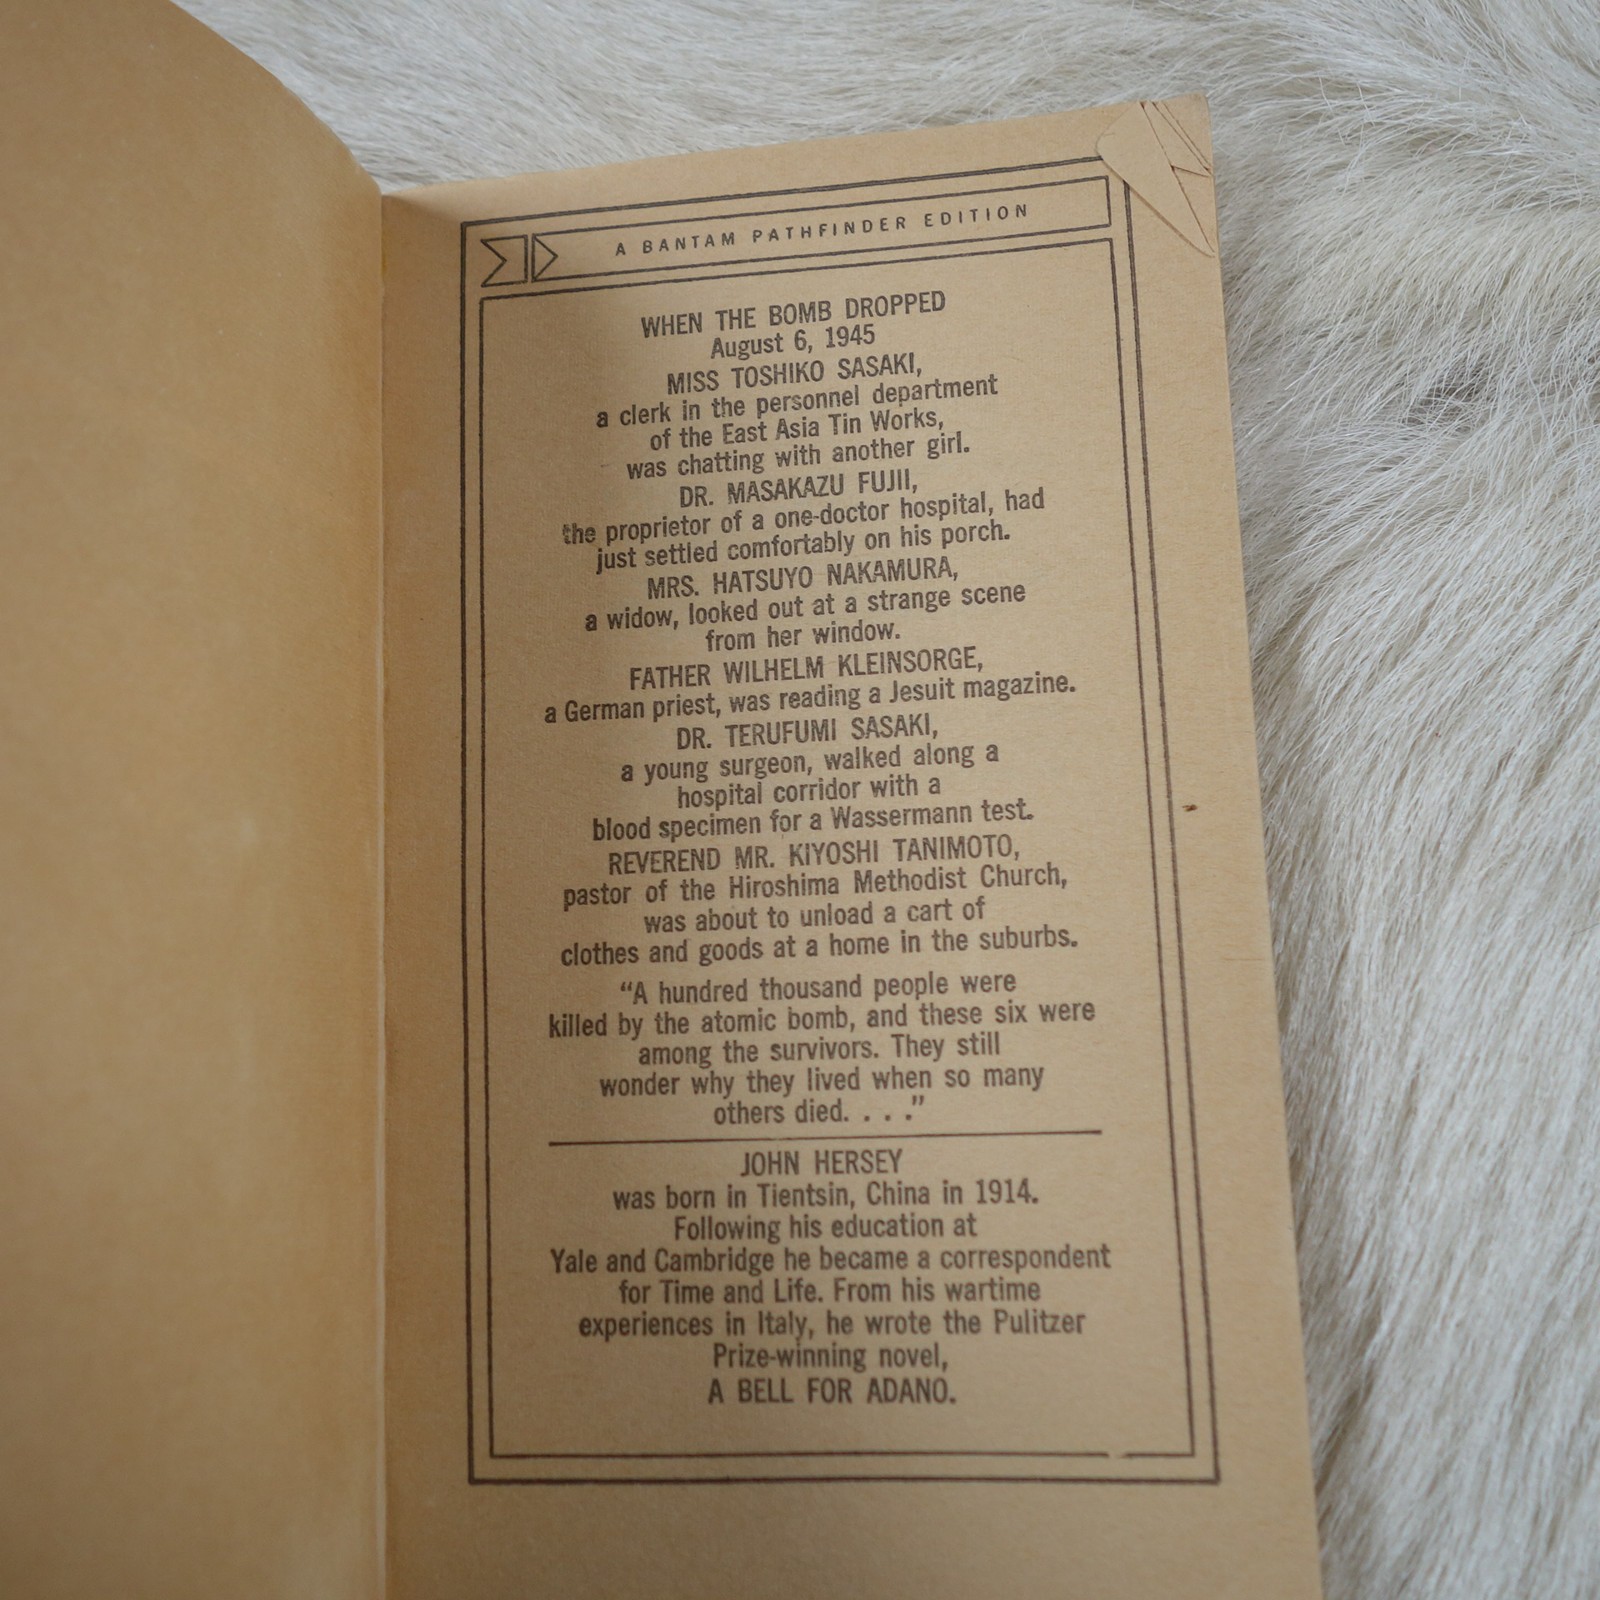 A BANTAM PATHFINDER EDITION
WHEN THE BOMB DROPPED
August 6, 1945
MISS TOSHIKO SASAKI,
a clerk in the personnel department
of the East Asia Tin Works,
was chatting with another girl.
DR. MASAKAZU FUJII,
the proprietor of a one-doctor hospital, had
just settled comfortably on his porch.
MRS. HATSUYO NAKAMURA,
a widow, looked out at a strange scene
from her window.
FATHER WILHELM KLEINSORGE,
a German priest, was reading a Jesuit magazine.
DR. TERUFUMI SASAKI,
a young surgeon, walked along a
hospital corridor with a
blood specimen for a Wassermann test.
REVEREND MR. KIYOSHI TANIMOTO,
pastor of the Hiroshima Methodist Church,
was about to unload a cart of
clothes and goods at a home in the suburbs.
“A hundred thousand people were
killed by the atomic bomb, and these six were
among the survivors. They still
wonder why they lived when so many
others died. . . .”
JOHN HERSEY
was born in Tientsin, China in 1914.
Following his education at
Yale and Cambridge he became a correspondent
for Time and Life. From his wartime
experiences in Italy, he wrote the Pulitzer
Prize-winning novel,
A BELL FOR ADANO.